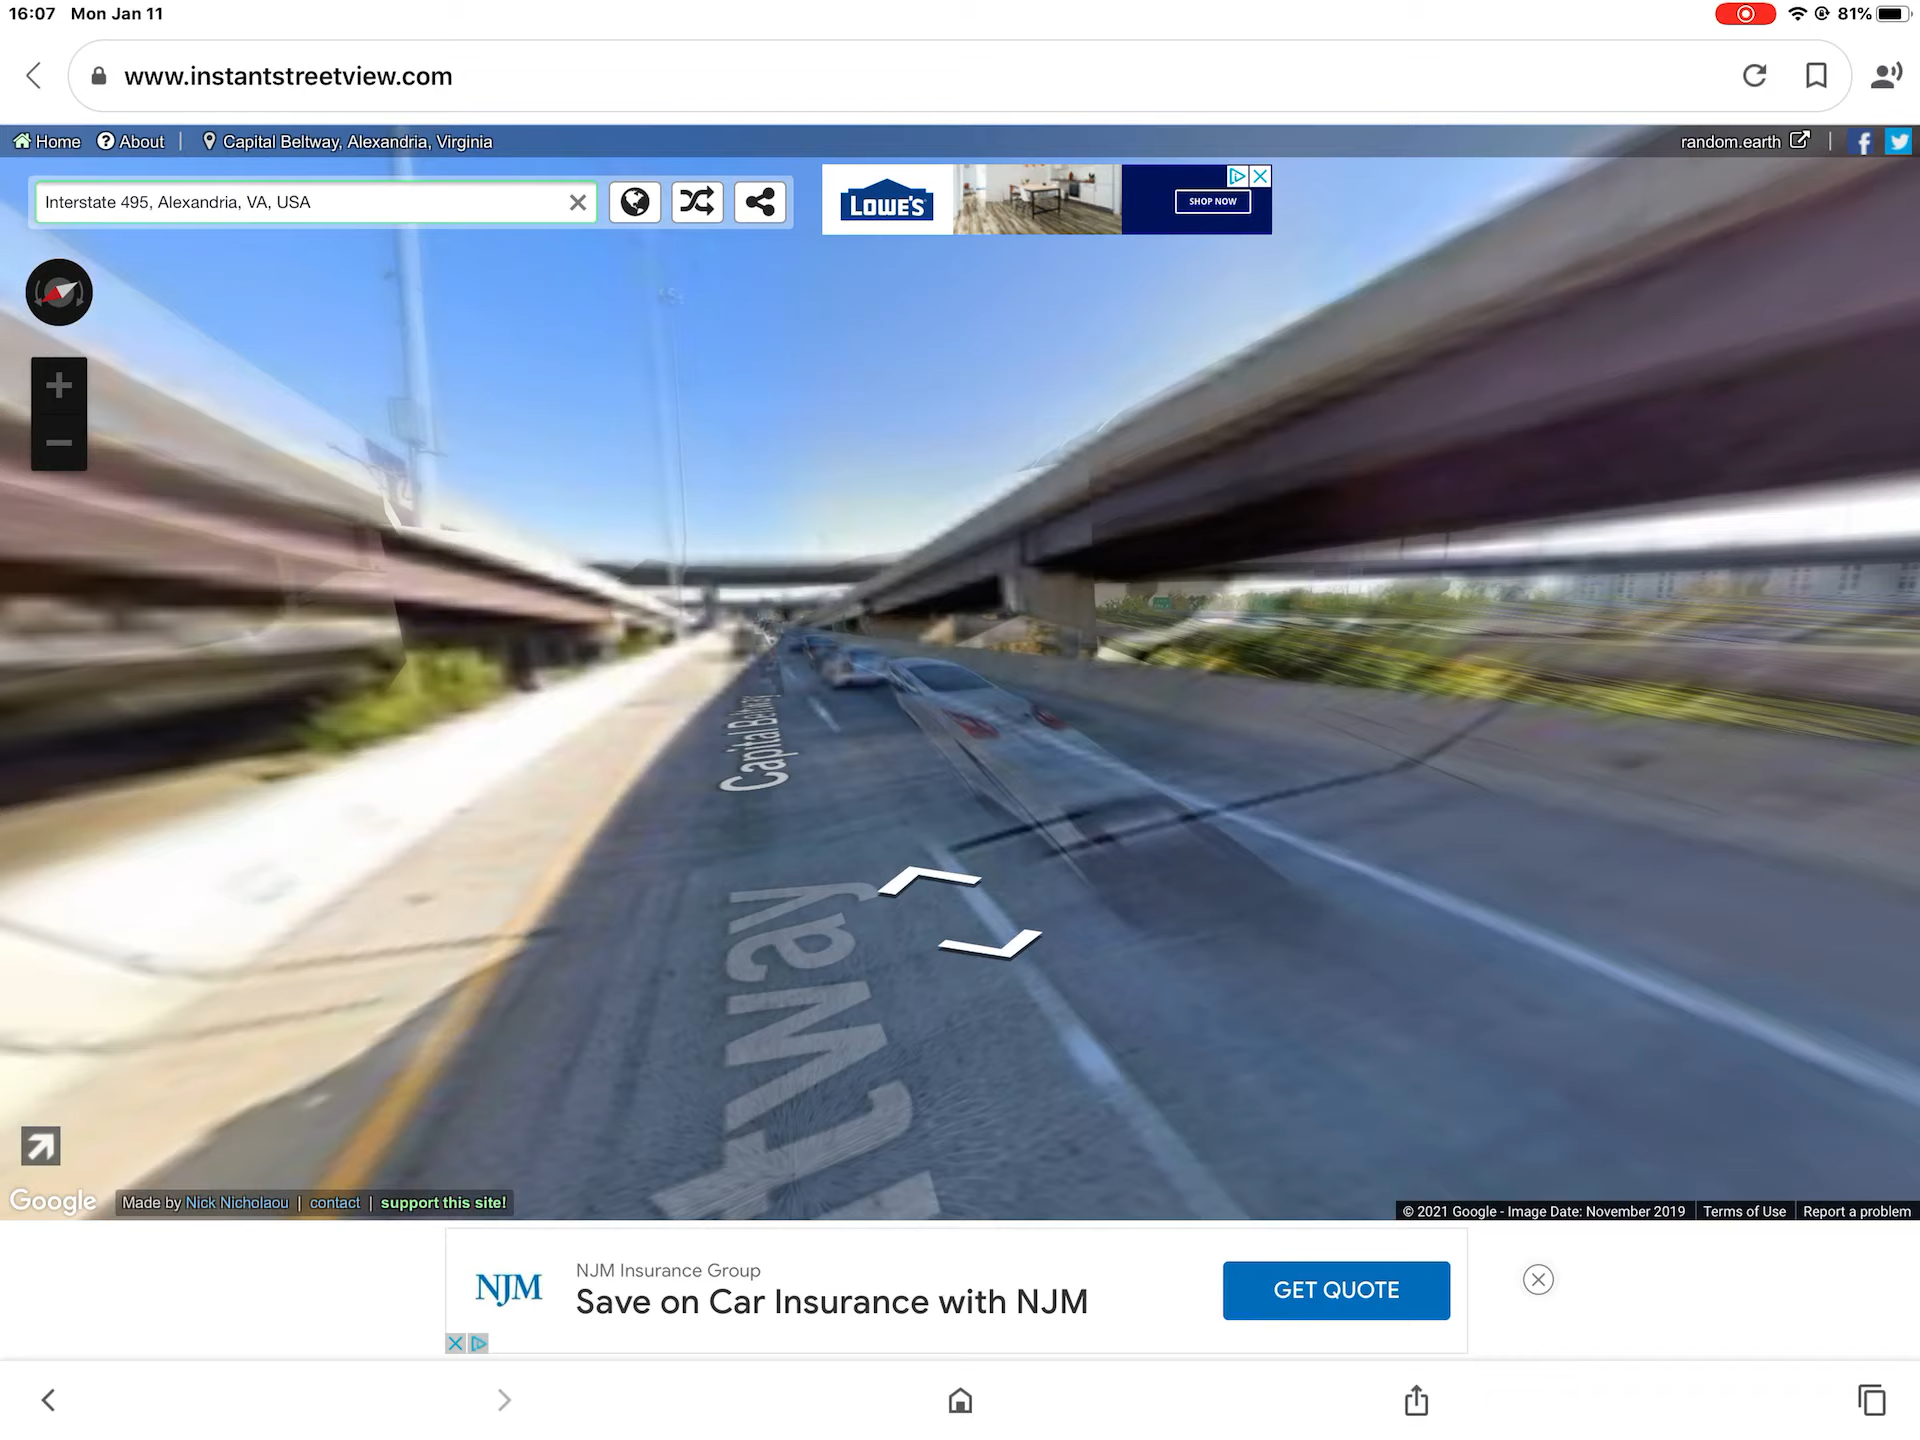 16:07 Mon Jan 11
81%
www.instantstreetview.com
Home About | Capital Beltway, Alexandria, Virginia
random.earth |
Interstate 495, Alexandria, VA, USA
LOWE'S
SHOP NOW
Capital Beltway
tway
Google
Made by Nick Nicholaou | contact | support this site!
© 2021 Google - Image Date: November 2019 Terms of Use Report a problem
NJM
NJM Insurance Group
Save on Car Insurance with NJM
GET QUOTE